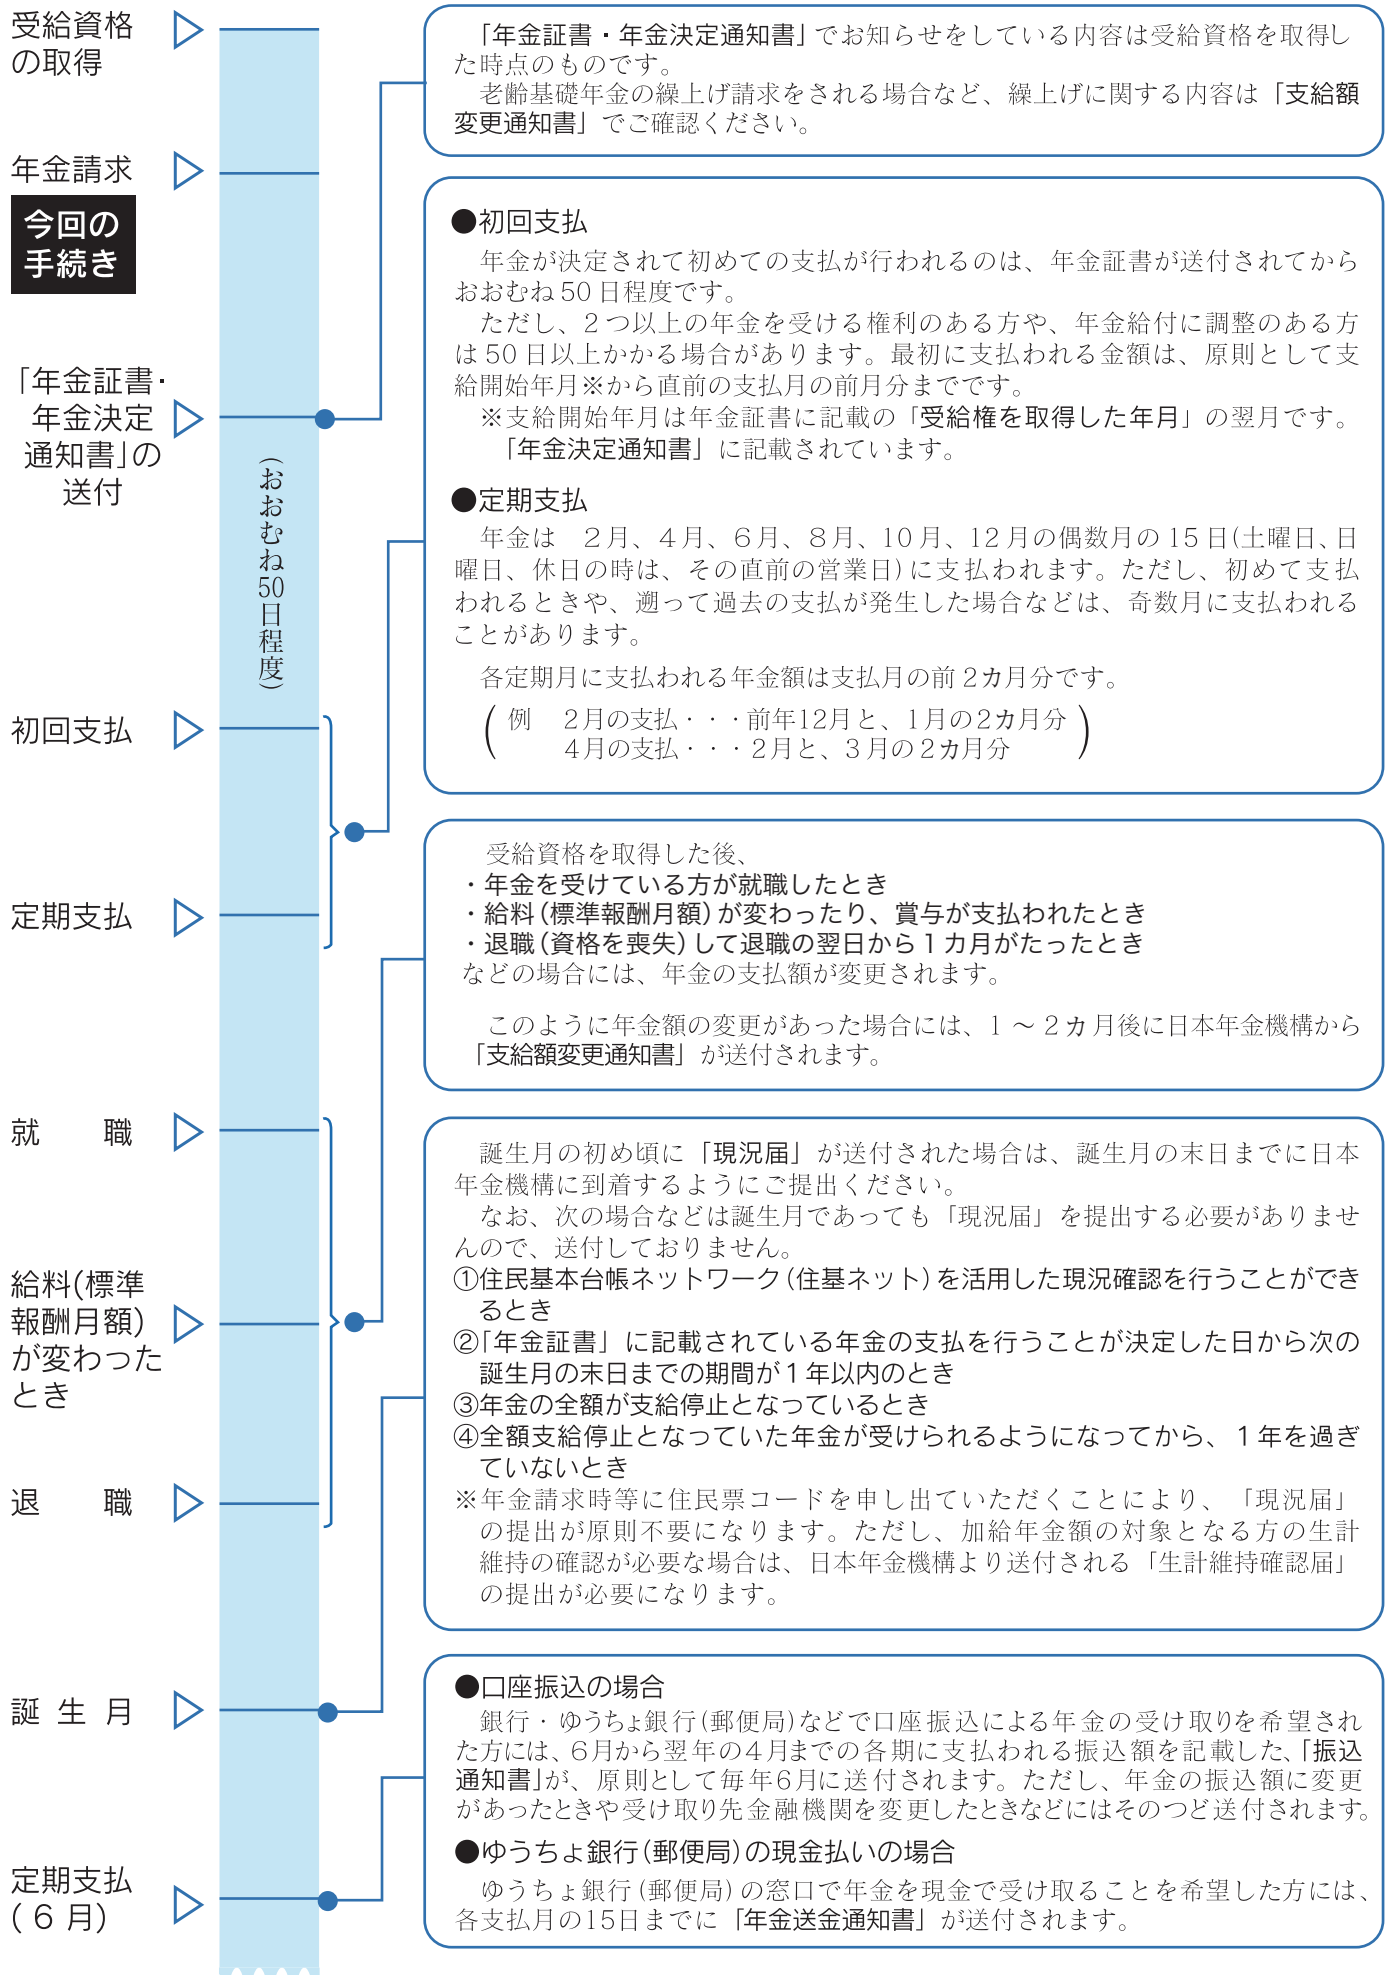 受給資格
の取得
年金請求
今回の
手続き
「年金証書・
年金決定
通知書」の
送付
(おおむね50日程度)
初回支払
定期支払
就　職
給料(標準
報酬月額)
が変わった
とき
退　職
誕 生 月
定期支払
( 6 月)
「年金証書・年金決定通知書」でお知らせをしている内容は受給資格を取得し
た時点のものです。
老齢基礎年金の繰上げ請求をされる場合など、繰上げに関する内容は「支給額
変更通知書」でご確認ください。
●初回支払
年金が決定されて初めての支払が行われるのは、年金証書が送付されてから
おおむね 50 日程度です。
ただし、２つ以上の年金を受ける権利のある方や、年金給付に調整のある方
は 50 日以上かかる場合があります。最初に支払われる金額は、原則として支
給開始年月※から直前の支払月の前月分までです。
※支給開始年月は年金証書に記載の「受給権を取得した年月」の翌月です。
「年金決定通知書」に記載されています。
●定期支払
年金は　２月、４月、６月、８月、10 月、12 月の偶数月の 15 日(土曜日、日
曜日、休日の時は、その直前の営業日)に支払われます。ただし、初めて支払
われるときや、遡って過去の支払が発生した場合などは、奇数月に支払われる
ことがあります。
各定期月に支払われる年金額は支払月の前２カ月分です。
( 例　２月の支払・・・前年12月と、１月の２カ月分
４月の支払・・・２月と、３月の２カ月分 )
受給資格を取得した後、
・年金を受けている方が就職したとき
・給料(標準報酬月額)が変わったり、賞与が支払われたとき
・退職(資格を喪失)して退職の翌日から１カ月がたったとき
などの場合には、年金の支払額が変更されます。
このように年金額の変更があった場合には、１～２カ月後に日本年金機構から
「支給額変更通知書」が送付されます。
誕生月の初め頃に「現況届」が送付された場合は、誕生月の末日までに日本
年金機構に到着するようにご提出ください。
なお、次の場合などは誕生月であっても「現況届」を提出する必要がありませ
んので、送付しておりません。
①住民基本台帳ネットワーク(住基ネット)を活用した現況確認を行うことができ
るとき
②「年金証書」に記載されている年金の支払を行うことが決定した日から次の
誕生月の末日までの期間が１年以内のとき
③年金の全額が支給停止となっているとき
④全額支給停止となっていた年金が受けられるようになってから、１年を過ぎ
ていないとき
※年金請求時等に住民票コードを申し出ていただくことにより、「現況届」
の提出が原則不要になります。ただし、加給年金額の対象となる方の生計
維持の確認が必要な場合は、日本年金機構より送付される「生計維持確認届」
の提出が必要になります。
●口座振込の場合
銀行・ゆうちょ銀行(郵便局)などで口座振込による年金の受け取りを希望され
た方には、６月から翌年の４月までの各期に支払われる振込額を記載した、「振込
通知書」が、原則として毎年６月に送付されます。ただし、年金の振込額に変更
があったときや受け取り先金融機関を変更したときなどにはそのつど送付されます。
●ゆうちょ銀行(郵便局)の現金払いの場合
ゆうちょ銀行(郵便局)の窓口で年金を現金で受け取ることを希望した方には、
各支払月の15日までに「年金送金通知書」が送付されます。